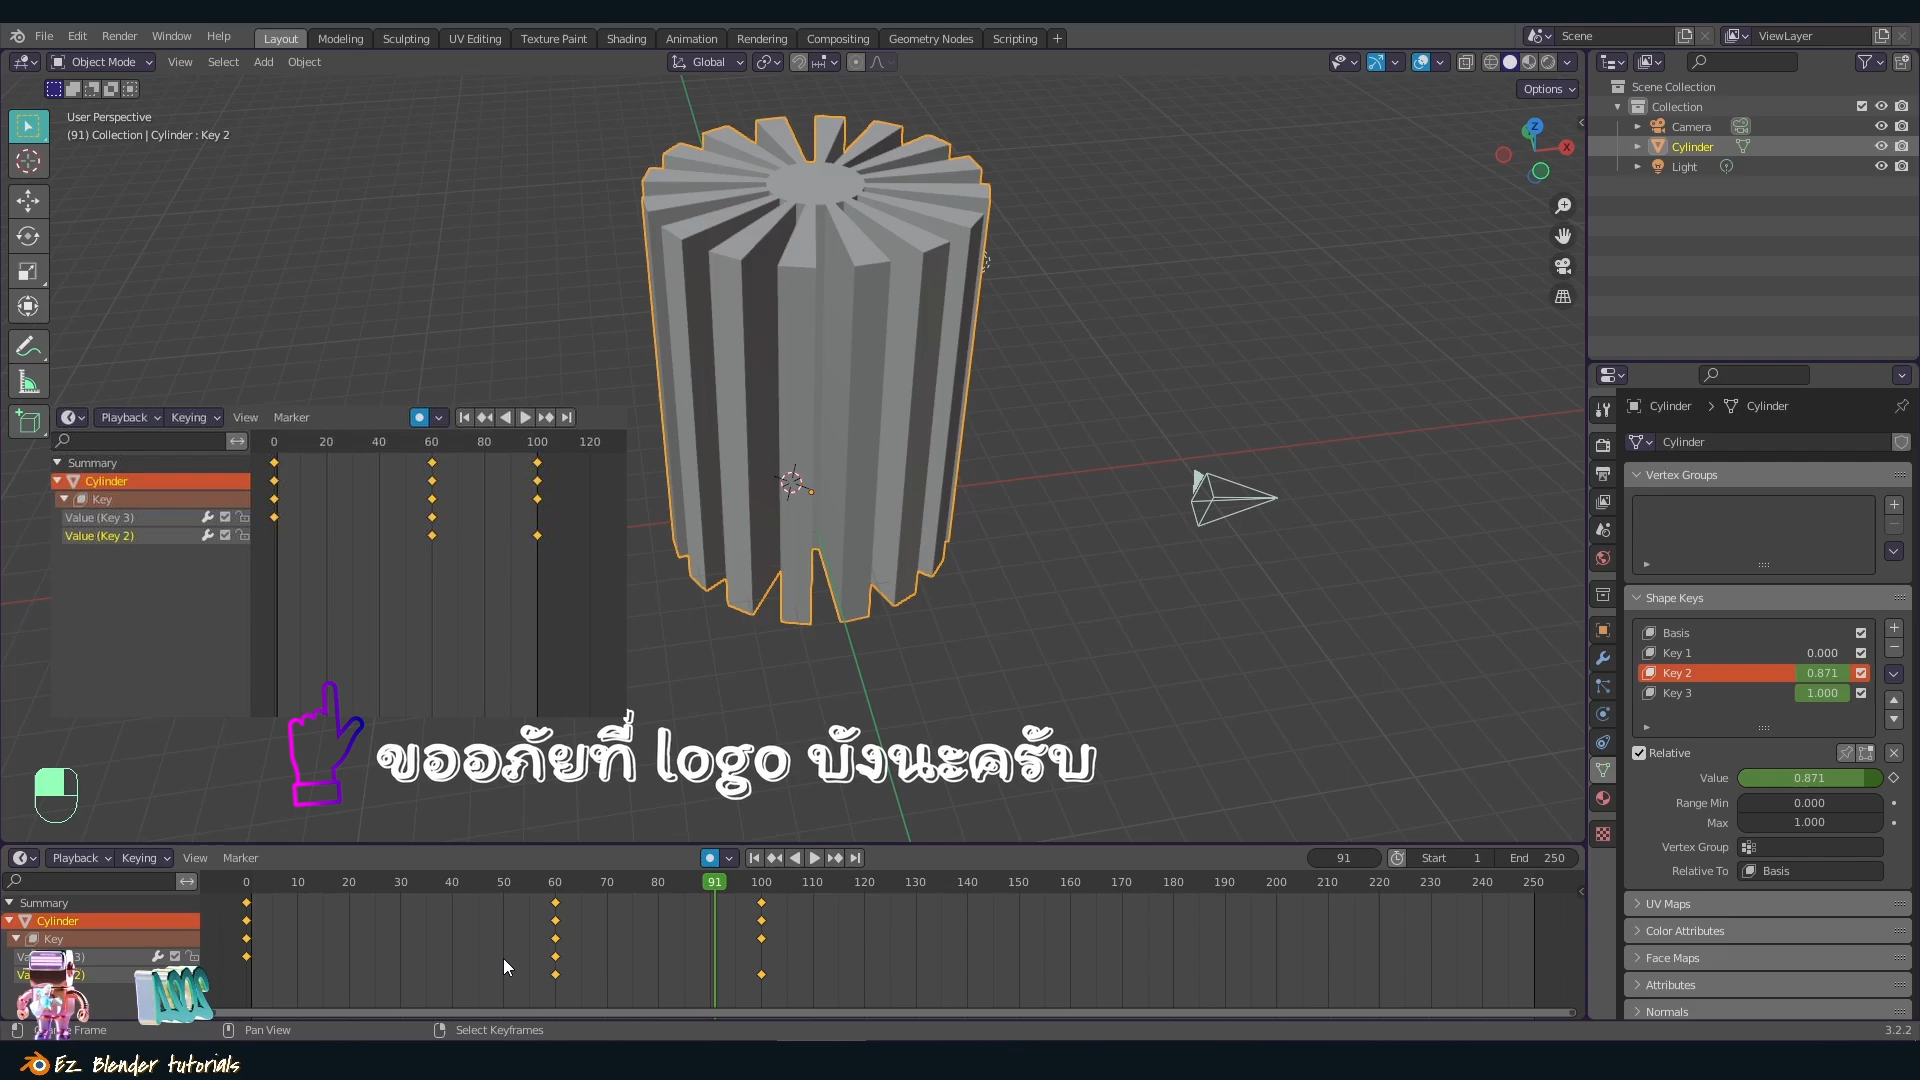 File Edit Render Window Help Layout Modeling Sculpting UV Editing Texture Paint Shading Animation Rendering Compositing Geometry Nodes Scripting + Scene ViewLayer
Object Mode View Select Add Object Global
Options
User Perspective
(91) Collection | Cylinder : Key 2
Z
X
Scene Collection
Collection
Camera
Cylinder
Light
Playback Keying View Marker
0 20 40 60 80 100 120
Summary
Cylinder
Key
Value (Key 3)
Value (Key 2)
ขออภัยที่ logo บังนะครับ
Cylinder > Cylinder
Cylinder
Vertex Groups
Shape Keys
Basis
Key 1 0.000
Key 2 0.871
Key 3 1.000
Relative
Value 0.871
Range Min 0.000
Max 1.000
Vertex Group
Relative To Basis
UV Maps
Color Attributes
Face Maps
Attributes
Normals
Playback Keying View Marker 91 Start 1 End 250
0 10 20 30 40 50 60 70 80 91 100 110 120 130 140 150 160 170 180 190 200 210 220 230 240 250
Summary
Cylinder
Key
Frame Pan View Select Keyframes 3.2.2
Ez Blender tutorials